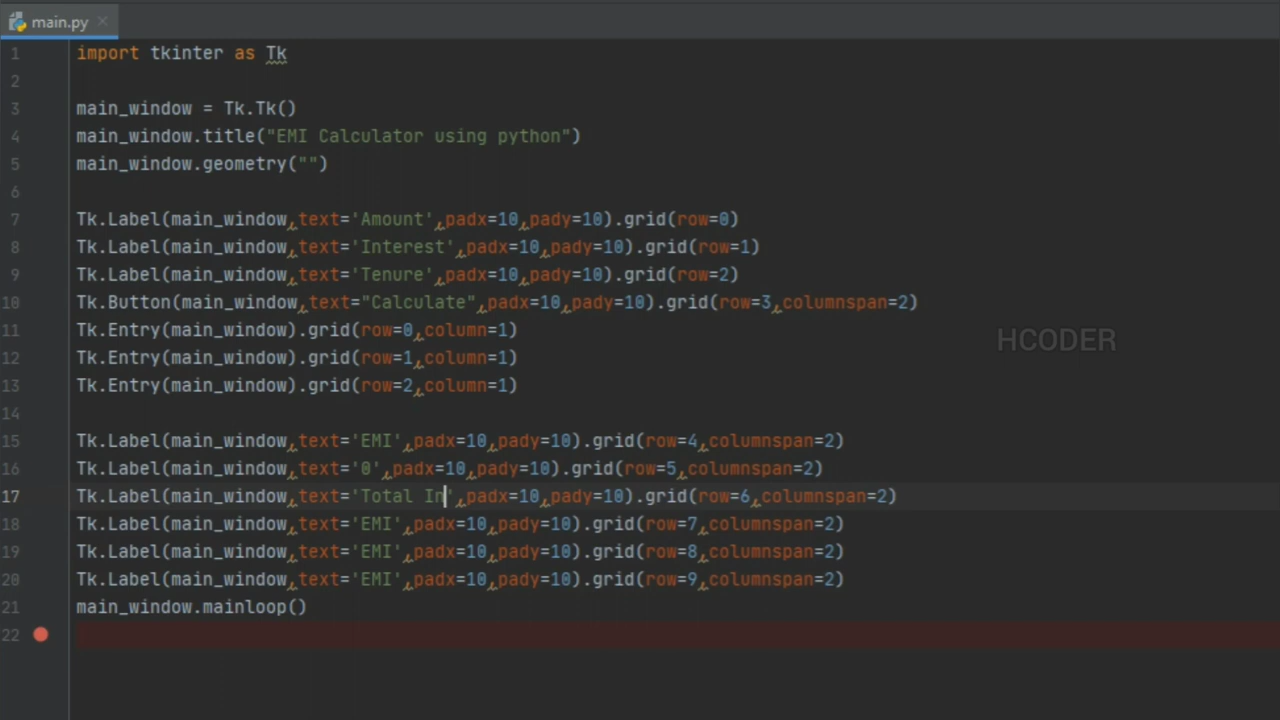 main.py
1 import tkinter as Tk
2
3 main_window = Tk.Tk()
4 main_window.title("EMI Calculator using python")
5 main_window.geometry("")
6
7 Tk.Label(main_window,text='Amount',padx=10,pady=10).grid(row=0)
8 Tk.Label(main_window,text='Interest',padx=10,pady=10).grid(row=1)
9 Tk.Label(main_window,text='Tenure',padx=10,pady=10).grid(row=2)
10 Tk.Button(main_window,text="Calculate",padx=10,pady=10).grid(row=3,columnspan=2)
11 Tk.Entry(main_window).grid(row=0,column=1)
HCODER
12 Tk.Entry(main_window).grid(row=1,column=1)
13 Tk.Entry(main_window).grid(row=2,column=1)
14
15 Tk.Label(main_window,text='EMI',padx=10,pady=10).grid(row=4,columnspan=2)
16 Tk.Label(main_window,text='0',padx=10,pady=10).grid(row=5,columnspan=2)
17 Tk.Label(main_window,text='Total In',padx=10,pady=10).grid(row=6,columnspan=2)
18 Tk.Label(main_window,text='EMI',padx=10,pady=10).grid(row=7,columnspan=2)
19 Tk.Label(main_window,text='EMI',padx=10,pady=10).grid(row=8,columnspan=2)
20 Tk.Label(main_window,text='EMI',padx=10,pady=10).grid(row=9,columnspan=2)
21 main_window.mainloop()
22